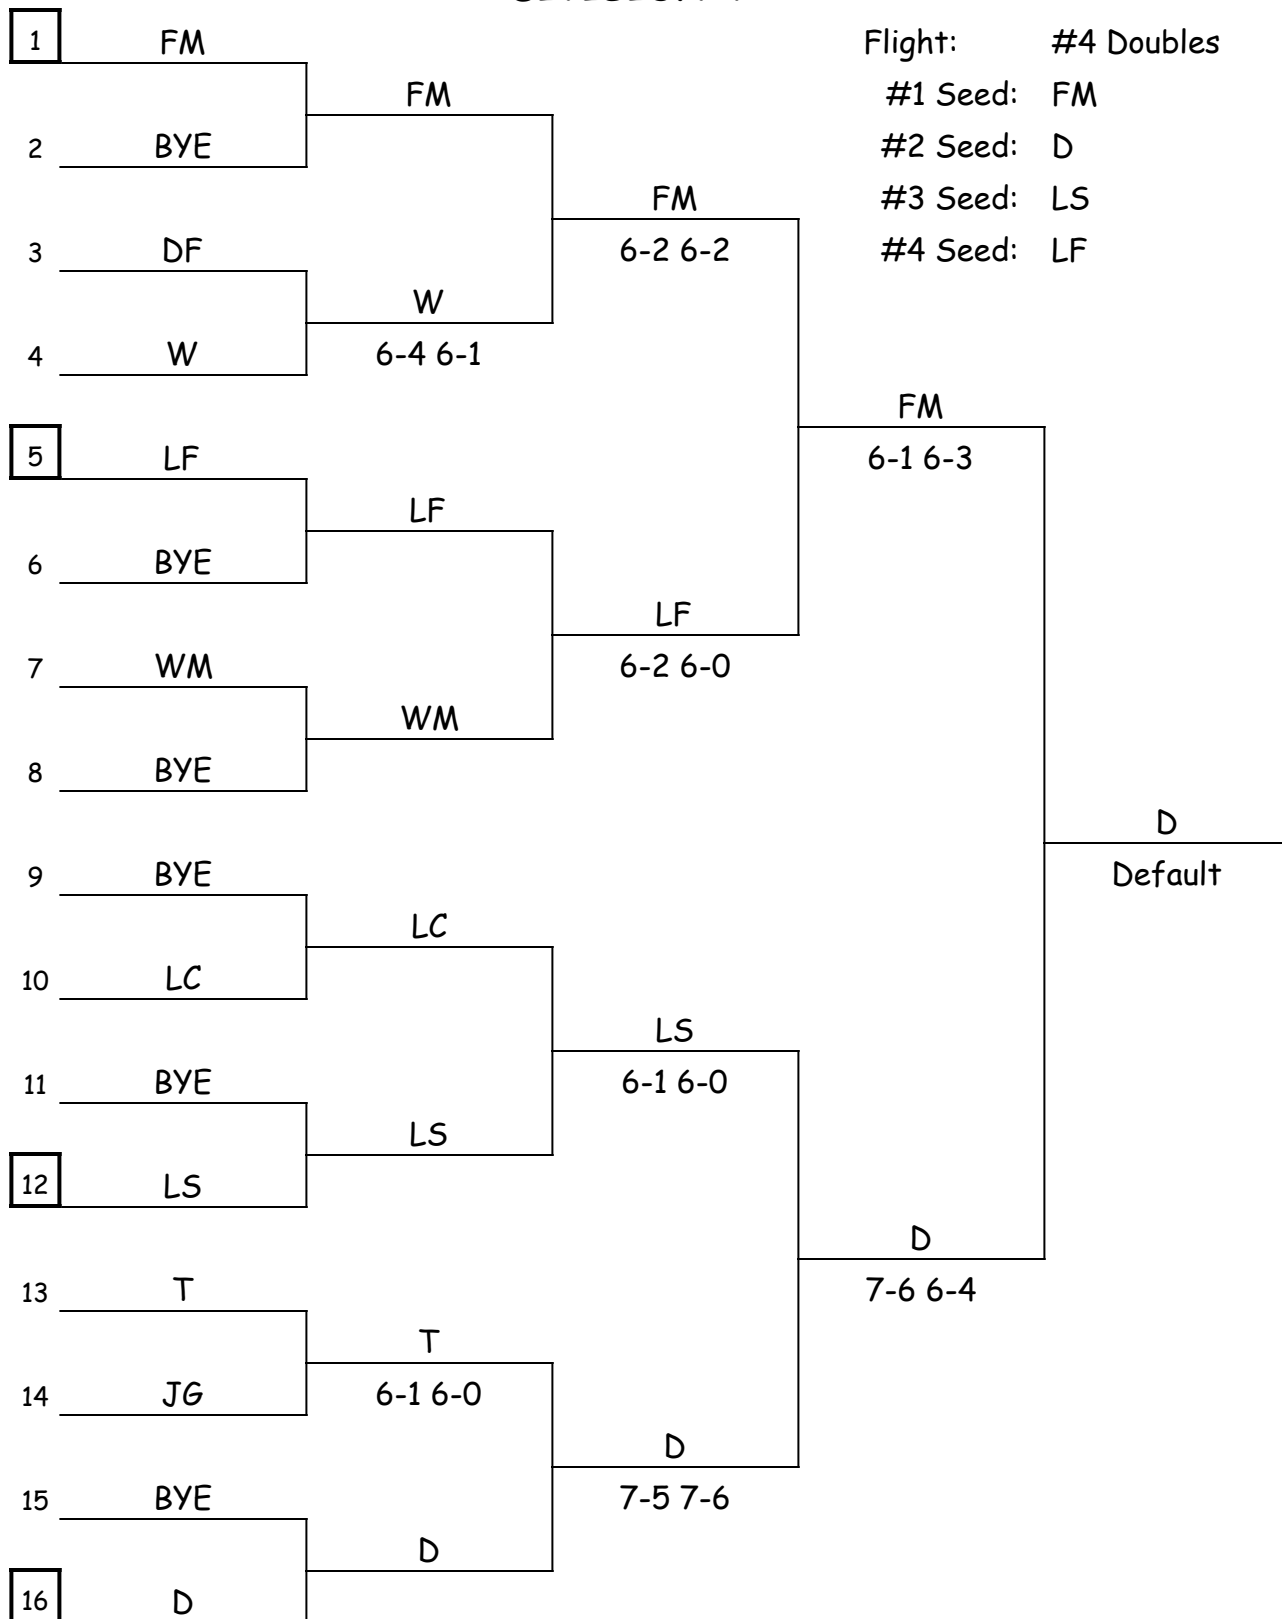 1 FM
Flight: #4 Doubles
FM
#1 Seed: FM
2 BYE
#2 Seed: D
FM
#3 Seed: LS
3 DF
6-2 6-2
#4 Seed: LF
W
4 W
6-4 6-1
FM
5 LF
6-1 6-3
LF
6 BYE
LF
7 WM
6-2 6-0
WM
8 BYE
D
9 BYE
Default
LC
10 LC
LS
11 BYE
6-1 6-0
LS
12 LS
D
13 T
7-6 6-4
T
14 JG
6-1 6-0
D
15 BYE
7-5 7-6
D
16 D